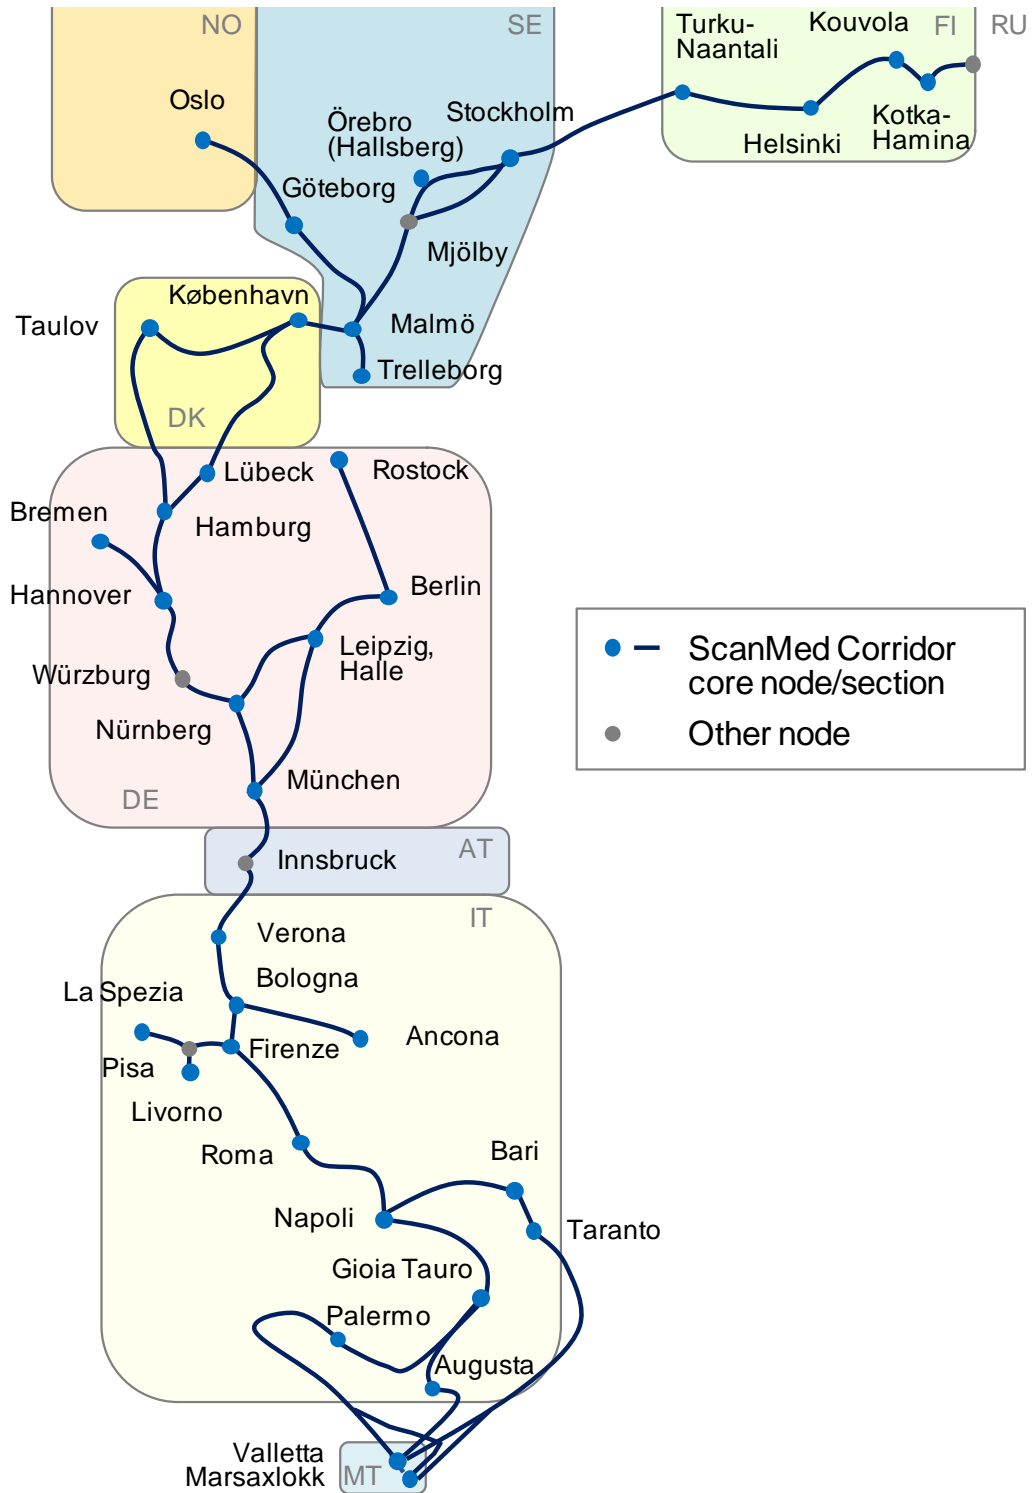 NO
SE
Turku-
Naantali
Kouvola
FI
RU
Oslo
Örebro
(Hallsberg)
Stockholm
Helsinki
Kotka-
Hamina
Göteborg
Mjölby
København
Taulov
Malmö
Trelleborg
DK
Lübeck
Rostock
Bremen
Hamburg
Hannover
Berlin
Leipzig,
Halle
Würzburg
Nürnberg
München
DE
ScanMed Corridor
core node/section
Other node
Innsbruck
AT
IT
Verona
Bologna
La Spezia
Ancona
Firenze
Pisa
Livorno
Roma
Bari
Napoli
Taranto
Gioia Tauro
Palermo
Augusta
Valletta
Marsaxlokk
MT